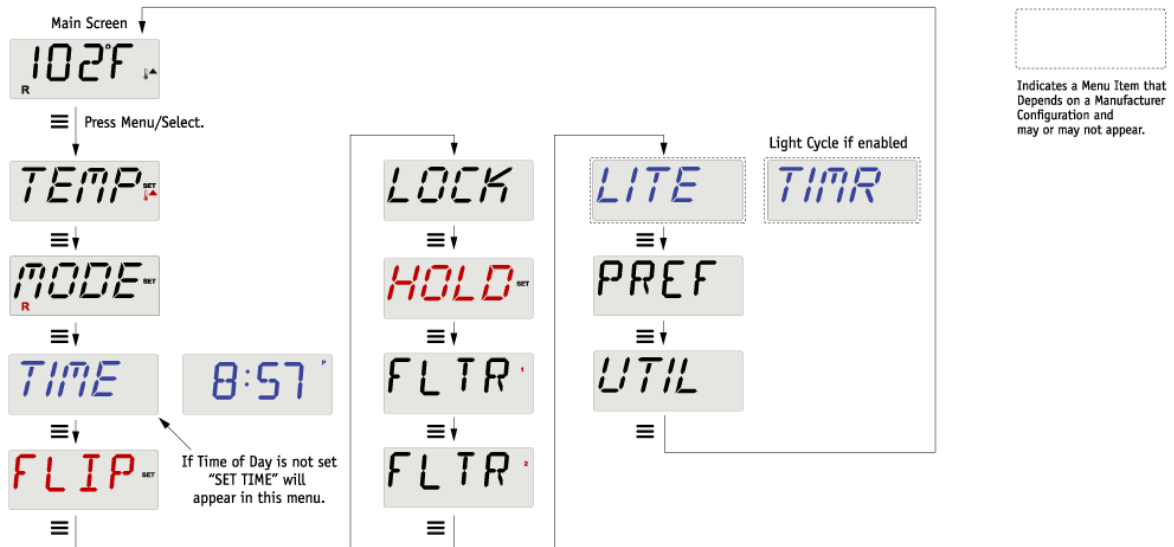 Main Screen
102°F
R
Press Menu/Select.
TEMP SET
MODE SET
R
TIME
8:57 P
If Time of Day is not set
“SET TIME” will
appear in this menu.
FLIP SET
LOCK
HOLD SET
FLTR 1
FLTR 2
LITE
Light Cycle if enabled
TIMR
PREF
UTIL
Indicates a Menu Item that
Depends on a Manufacturer
Configuration and
may or may not appear.